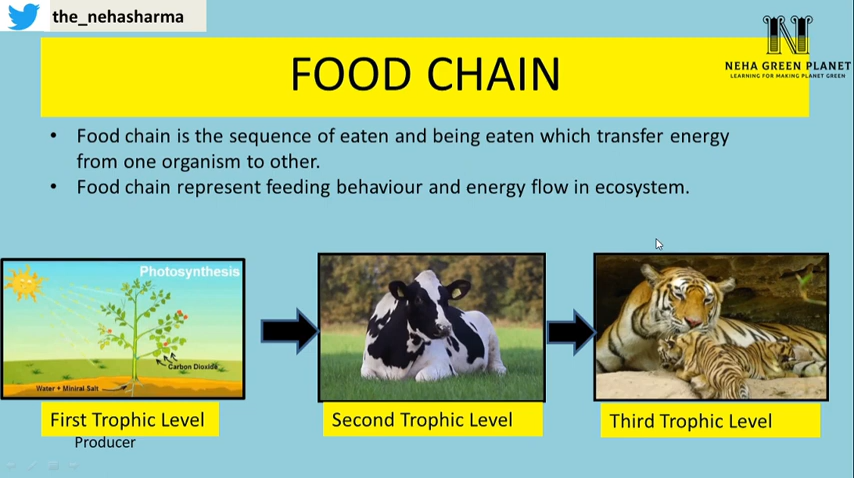 the_nehasharma
N
NEHA GREEN PLANET
LEARNING FOR MAKING PLANET GREEN
FOOD CHAIN
• Food chain is the sequence of eaten and being eaten which transfer energy
from one organism to other.
• Food chain represent feeding behaviour and energy flow in ecosystem.
Photosynthesis
Carbon Dioxide
Water + Miniral Salt
First Trophic Level
Second Trophic Level
Third Trophic Level
Producer